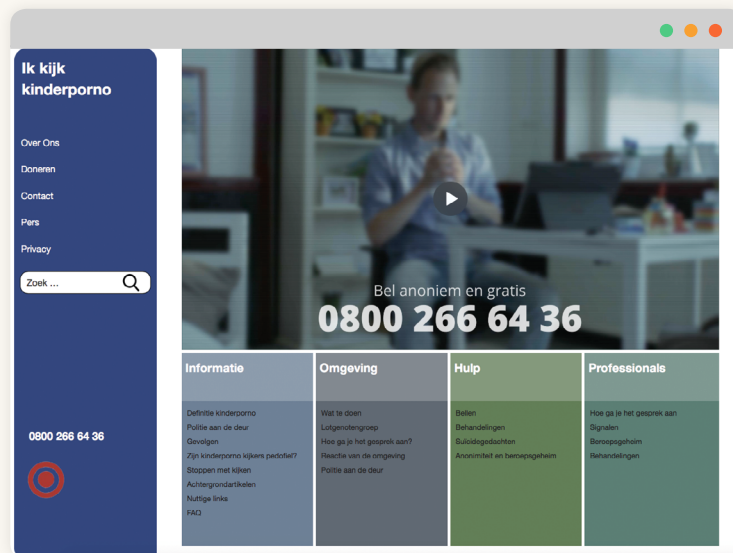 Ik kijk
kinderporno
Over Ons
Doneren
Contact
Pers
Privacy
Zoek ...
0800 266 64 36
Bel anoniem en gratis
0800 266 64 36
Informatie
Definitie kinderporno
Politie aan de deur
Gevolgen
Zijn kinderporno kijkers pedofiel?
Stoppen met kijken
Achtergrondartikelen
Nuttige links
FAQ
Omgeving
Wat te doen
Lotgenotengroep
Hoe ga je het gesprek aan?
Reactie van de omgeving
Politie aan de deur
Hulp
Bellen
Behandelingen
Suïcidegedachten
Anonimiteit en beroepsgeheim
Professionals
Hoe ga je het gesprek aan
Signalen
Beroepsgeheim
Behandelingen